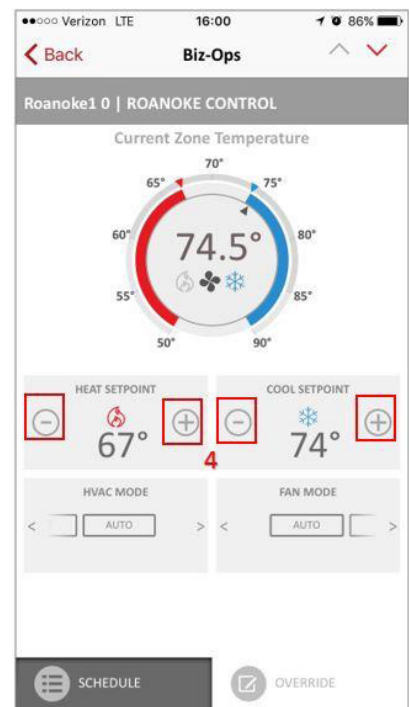 Verizon LTE 16:00 86%
Back Biz-Ops
Roanoke1 0 | ROANOKE CONTROL
Current Zone Temperature
70°
65° 75°
60° 80°
74.5°
55° 85°
50° 90°
HEAT SETPOINT COOL SETPOINT
67° 74°
4
HVAC MODE FAN MODE
< AUTO > < AUTO >
SCHEDULE OVERRIDE